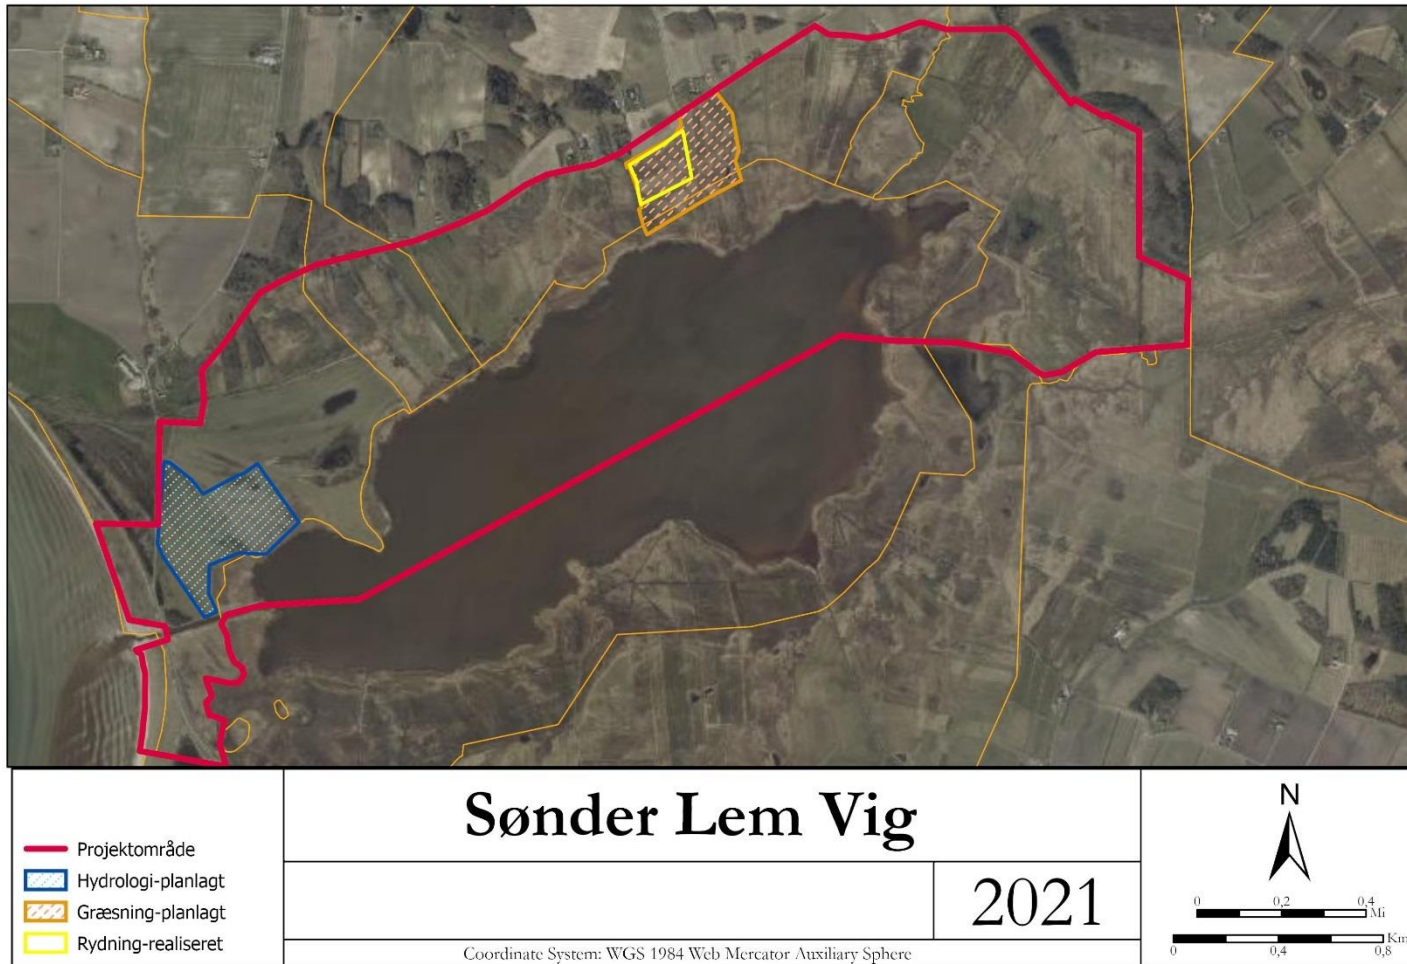 Sønder Lem Vig
2021
Coordinate System: WGS 1984 Web Mercator Auxiliary Sphere
Projektområde
Hydrologi-planlagt
Græsning-planlagt
Rydning-realiseret
N
0 0,2 0,4
Mi
Km
0 0,4 0,8